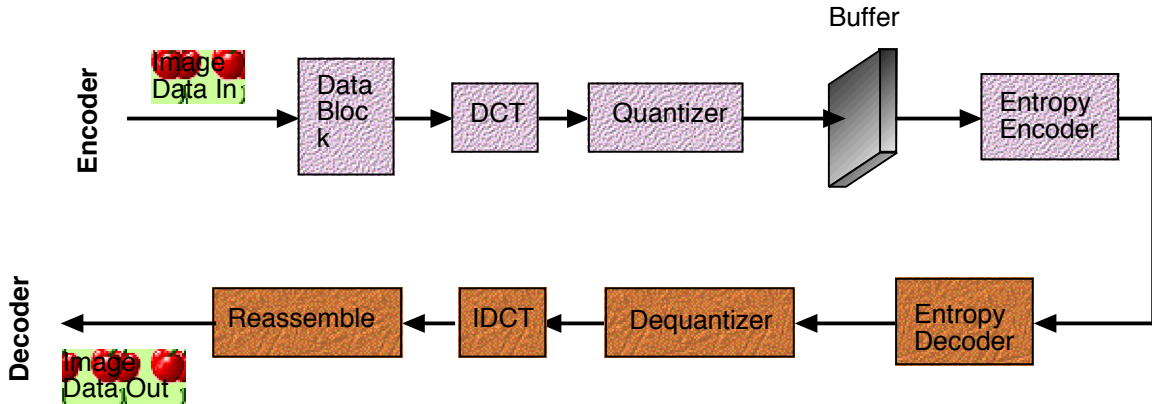 Buffer
Encoder
Image
Data In
Data
Bloc
k
DCT
Quantizer
Entropy
Encoder
Decoder
Reassemble
IDCT
Dequantizer
Entropy
Decoder
Image
Data Out